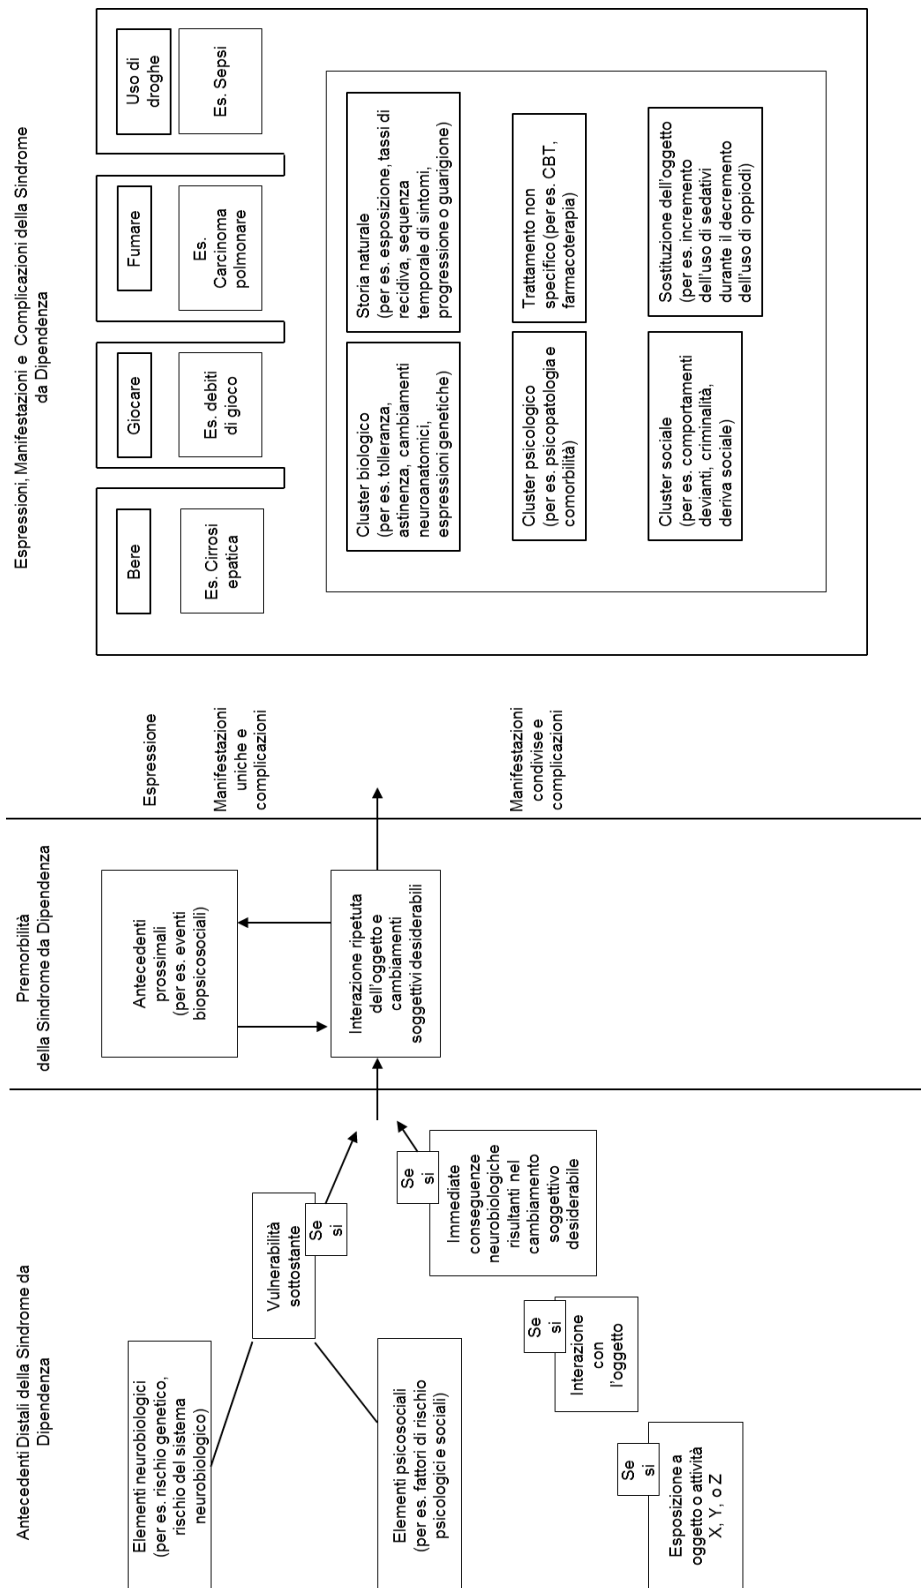 Antecedenti Distali della Sindrome da
Dipendenza
Elementi neurobiologici
(per es. rischio genetico,
rischio del sistema
neurobiologico)
Elementi psicosociali
(per es. fattori di rischio
psicologici e sociali)
Vulnerabilità
sottostante
Se
si
Esposizione a
oggetto o attività
X, Y, o Z
Se
si
Interazione
con
l'oggetto
Se
si
Immediate
conseguenze
neurobiologiche
risultanti nel
cambiamento
soggettivo
desiderabile
Se
si
Premorbilità
della Sindrome da Dipendenza
Antecedenti
prossimali
(per es. eventi
biopsicosociali)
Interazione ripetuta
dell'oggetto e
cambiamenti
soggettivi desiderabili
Espressioni, Manifestazioni e Complicazioni della Sindrome
da Dipendenza
Espressione
Manifestazioni
uniche e
complicazioni
Manifestazioni
condivise e
complicazioni
Bere
Es. Cirrosi
epatica
Giocare
Es. debiti
di gioco
Fumare
Es.
Carcinoma
polmonare
Uso di
droghe
Es. Sepsi
Cluster biologico
(per es. tolleranza,
astinenza, cambiamenti
neuroanatomici,
espressioni genetiche)
Storia naturale
(per es. esposizione, tassi di
recidiva, sequenza
temporale di sintomi,
progressione o guarigione)
Cluster psicologico
(per es. psicopatologia e
comorbilità)
Trattamento non
specifico (per es. CBT,
farmacoterapia)
Cluster sociale
(per es. comportamenti
devianti, criminalità,
deriva sociale)
Sostituzione dell'oggetto
(per es. incremento
dell'uso di sedativi
durante il decremento
dell'uso di oppiodi)